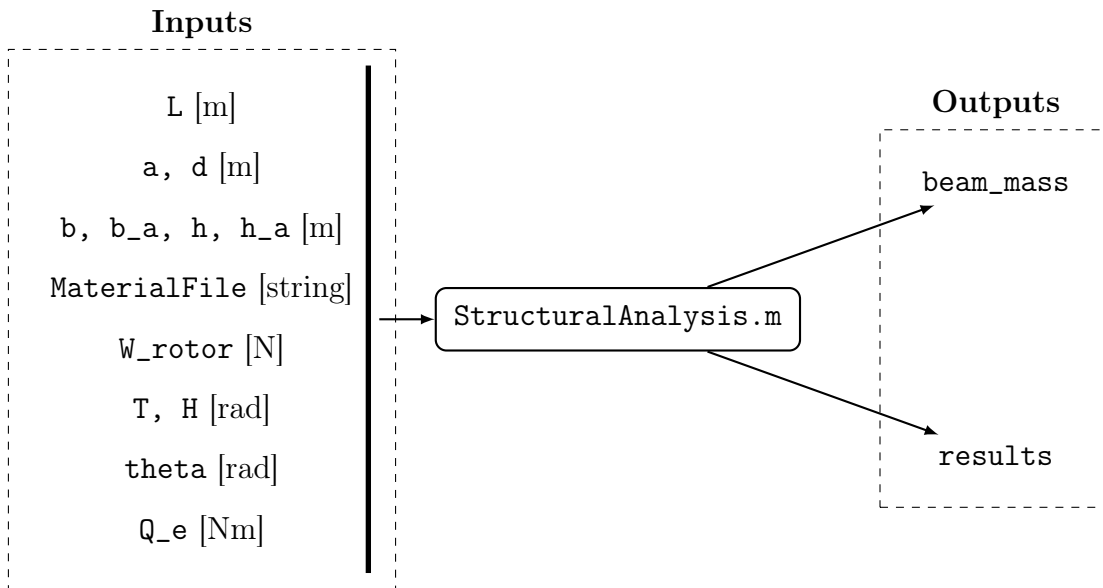 Inputs
L [m]
a, d [m]
b, b_a, h, h_a [m]
MaterialFile [string]
W_rotor [N]
T, H [rad]
theta [rad]
Q_e [Nm]
StructuralAnalysis.m
Outputs
beam_mass
results